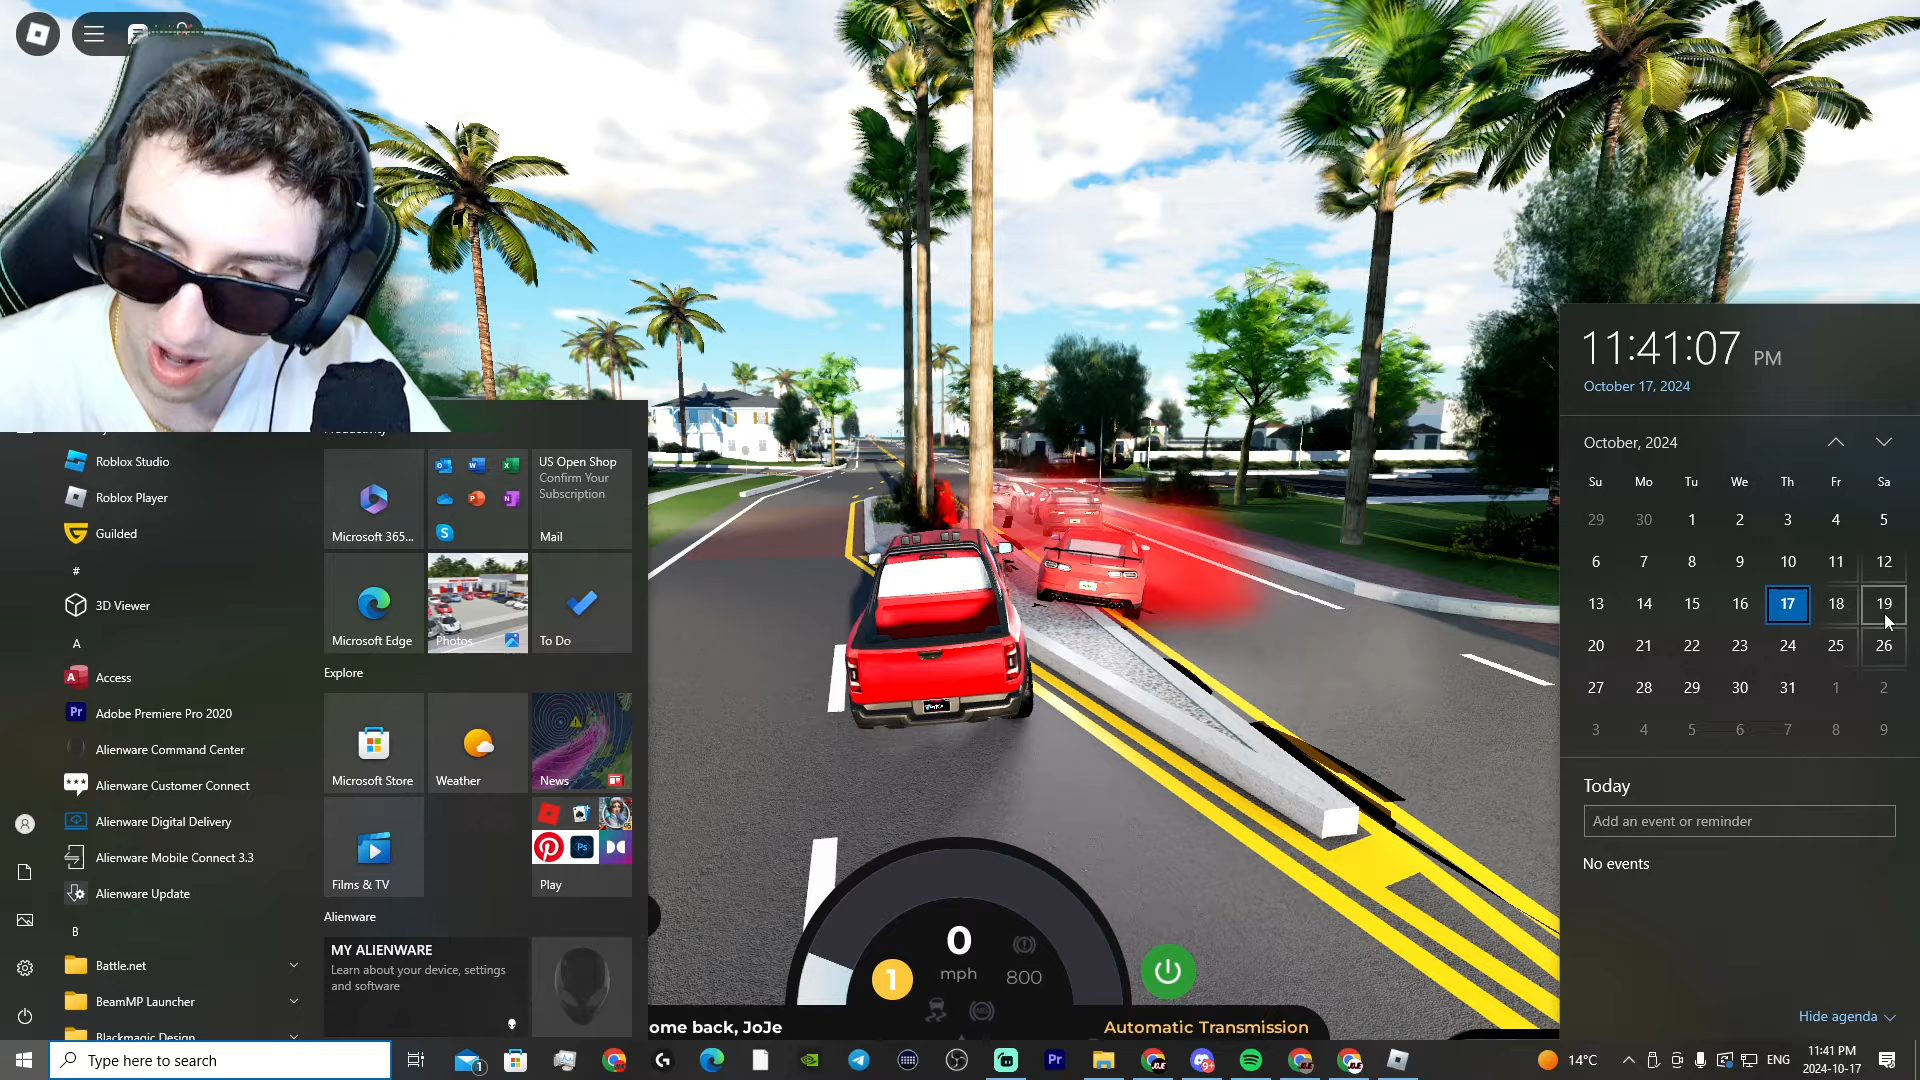 Productivity
Roblox Studio
Roblox Player
Guilded
#
3D Viewer
A
Access
Adobe Premiere Pro 2020
Alienware Command Center
Alienware Customer Connect
Alienware Digital Delivery
Alienware Mobile Connect 3.3
Alienware Update
B
Battle.net
BeamMP Launcher
Blackmagic Design
Microsoft 365...
US Open Shop
Confirm Your
Subscription
Mail
Microsoft Edge
Photos
To Do
Explore
Microsoft Store
Weather
News
Films & TV
Play
Alienware
MY ALIENWARE
Learn about your device, settings
and software
0
mph
1
800
ome back, JoJe
Automatic Transmission
11:41:07 PM
October 17, 2024
October, 2024
Su Mo Tu We Th Fr Sa
29 30 1 2 3 4 5
6 7 8 9 10 11 12
13 14 15 16 17 18 19
20 21 22 23 24 25 26
27 28 29 30 31 1 2
3 4 5 6 7 8 9
Today
Add an event or reminder
No events
Hide agenda
Type here to search
1
Pr
9+
14°C
ENG
11:41 PM
2024-10-17